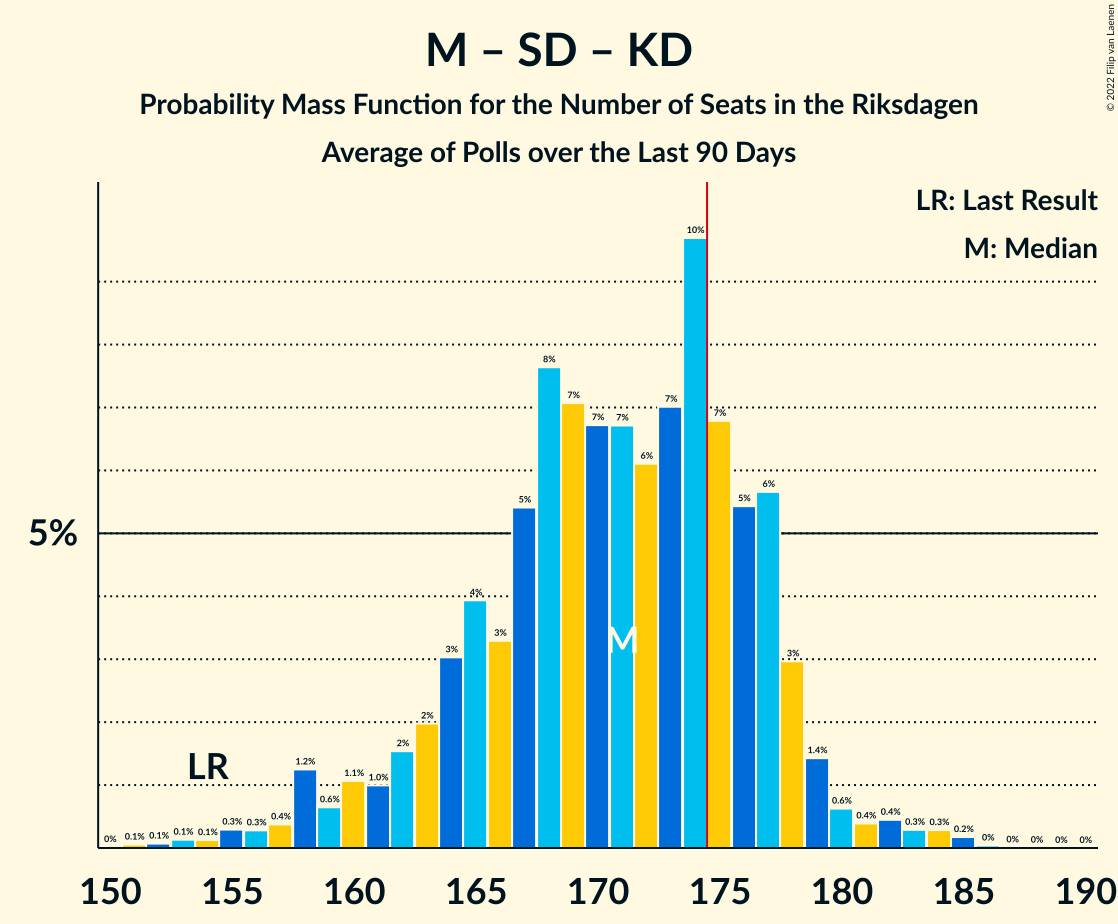 M – SD – KD
Probability Mass Function for the Number of Seats in the Riksdagen
Average of Polls over the Last 90 Days
© 2022 Filip van Laenen
LR: Last Result
M: Median
5%
0% 0.1% 0.1% 0.1% 0.1% 0.3% 0.3% 0.4% 1.2% 0.6% 1.1% 1.0% 2% 2% 3% 4% 3% 5% 8% 7% 7% 7% 6% 7% 10% 7% 5% 6% 3% 1.4% 0.6% 0.4% 0.4% 0.3% 0.3% 0.2% 0% 0% 0% 0% 0%
M
LR
150 155 160 165 170 175 180 185 190